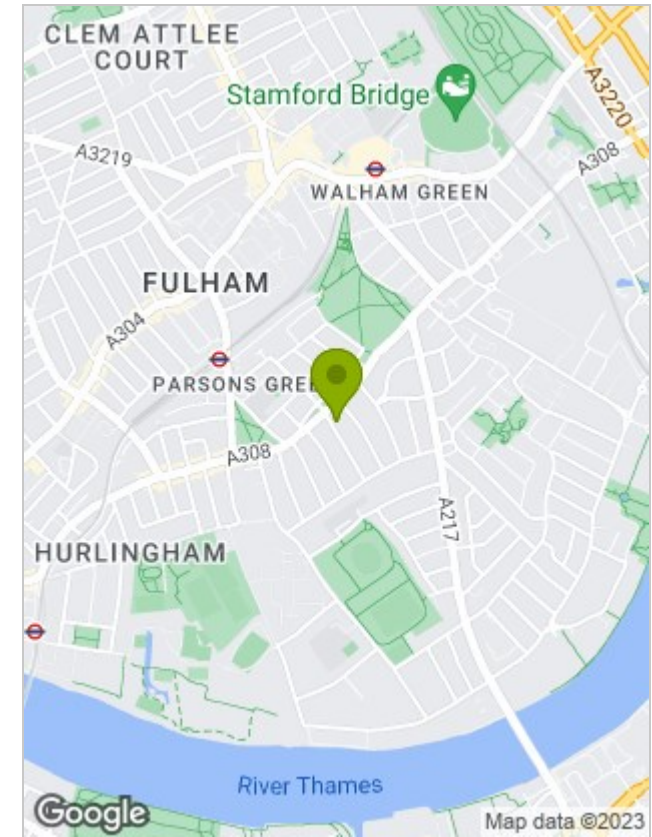 CLEM ATTLEE
COURT
Stamford Bridge
A3220
A3219
A308
WALHAM GREEN
FULHAM
A304
PARSONS GREE
A308
A217
HURLINGHAM
River Thames
Google
Map data ©2023